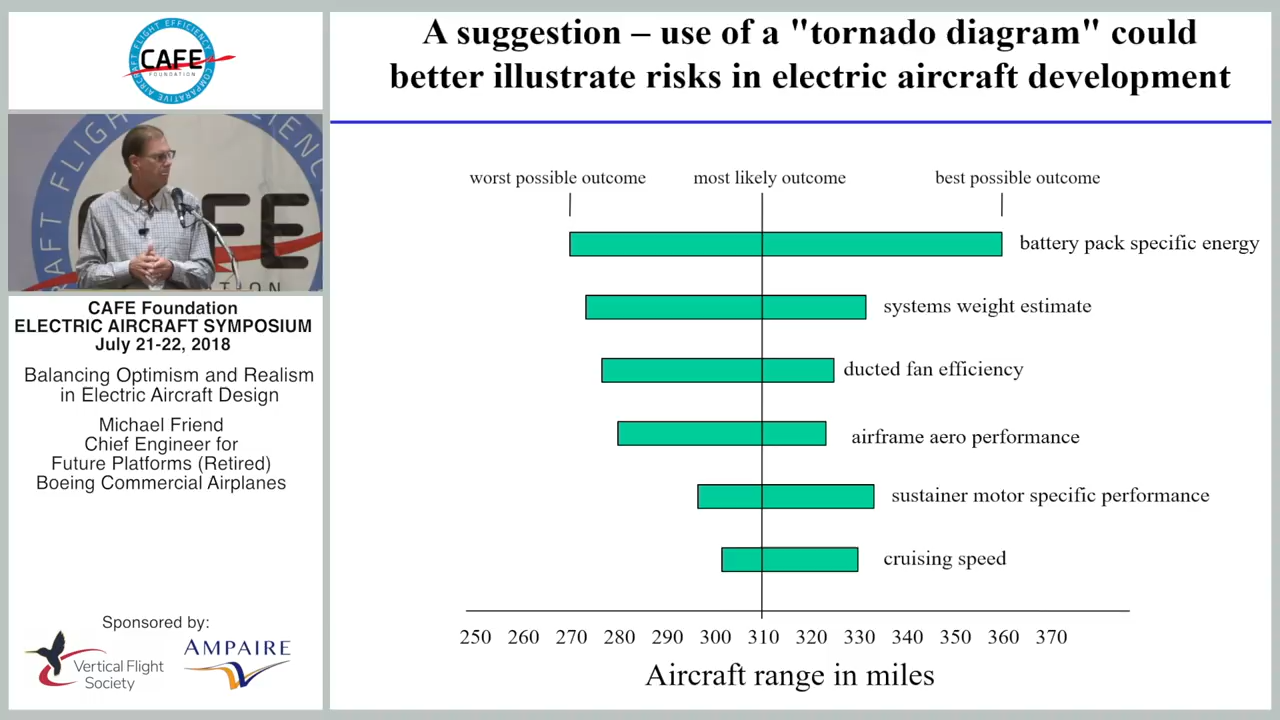 A suggestion – use of a "tornado diagram" could
better illustrate risks in electric aircraft development
COMPARATIVE AIRCRAFT FLIGHT EFFICIENCY
CAFE
FOUNDATION
CAFE Foundation
ELECTRIC AIRCRAFT SYMPOSIUM
July 21-22, 2018
Balancing Optimism and Realism
in Electric Aircraft Design
Michael Friend
Chief Engineer for
Future Platforms (Retired)
Boeing Commercial Airplanes
Sponsored by:
Vertical Flight
Society
AMPAIRE
worst possible outcome
most likely outcome
best possible outcome
battery pack specific energy
systems weight estimate
ducted fan efficiency
airframe aero performance
sustainer motor specific performance
cruising speed
250 260 270 280 290 300 310 320 330 340 350 360 370
Aircraft range in miles